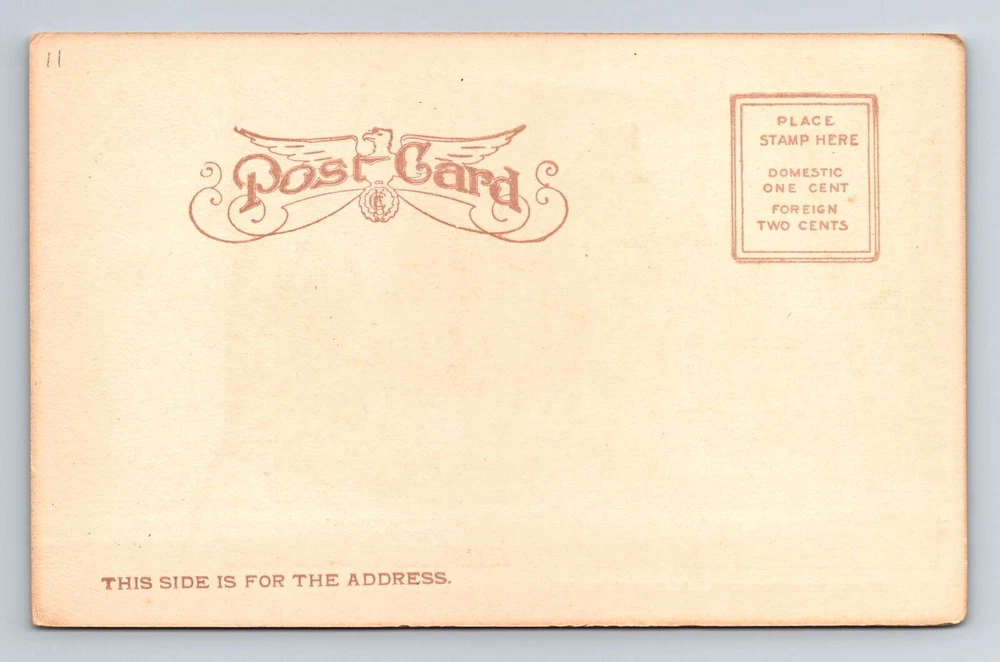 11
Post Card
PLACE
STAMP HERE
DOMESTIC
ONE CENT
FOREIGN
TWO CENTS
THIS SIDE IS FOR THE ADDRESS.